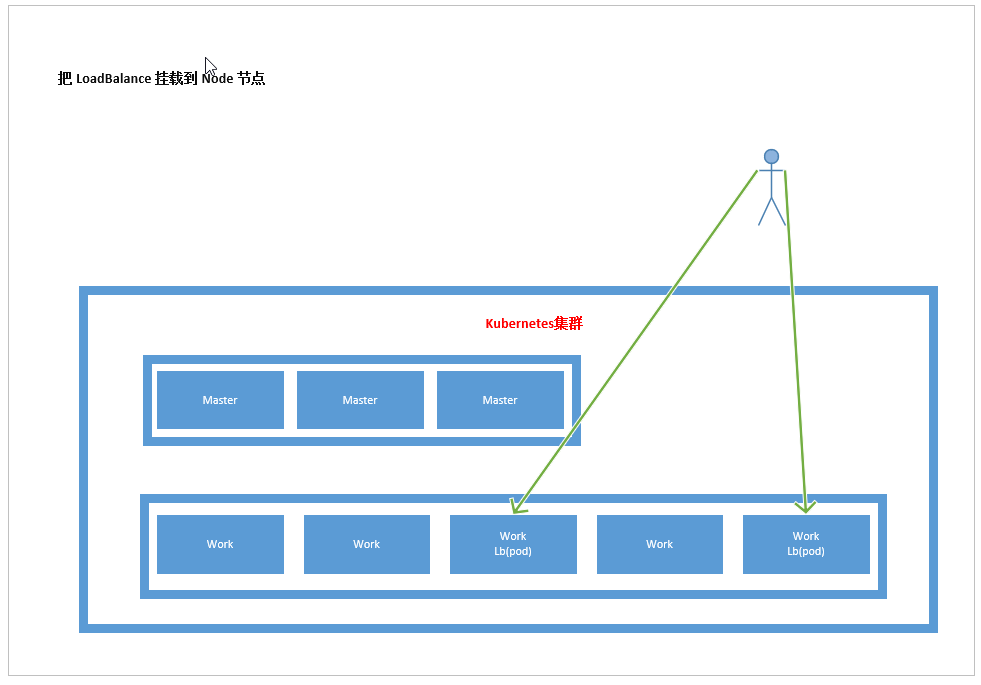 把 LoadBalance 挂载到 Node 节点
Kubernetes集群
Master
Master
Master
Work
Work
Work
Lb(pod)
Work
Work
Lb(pod)